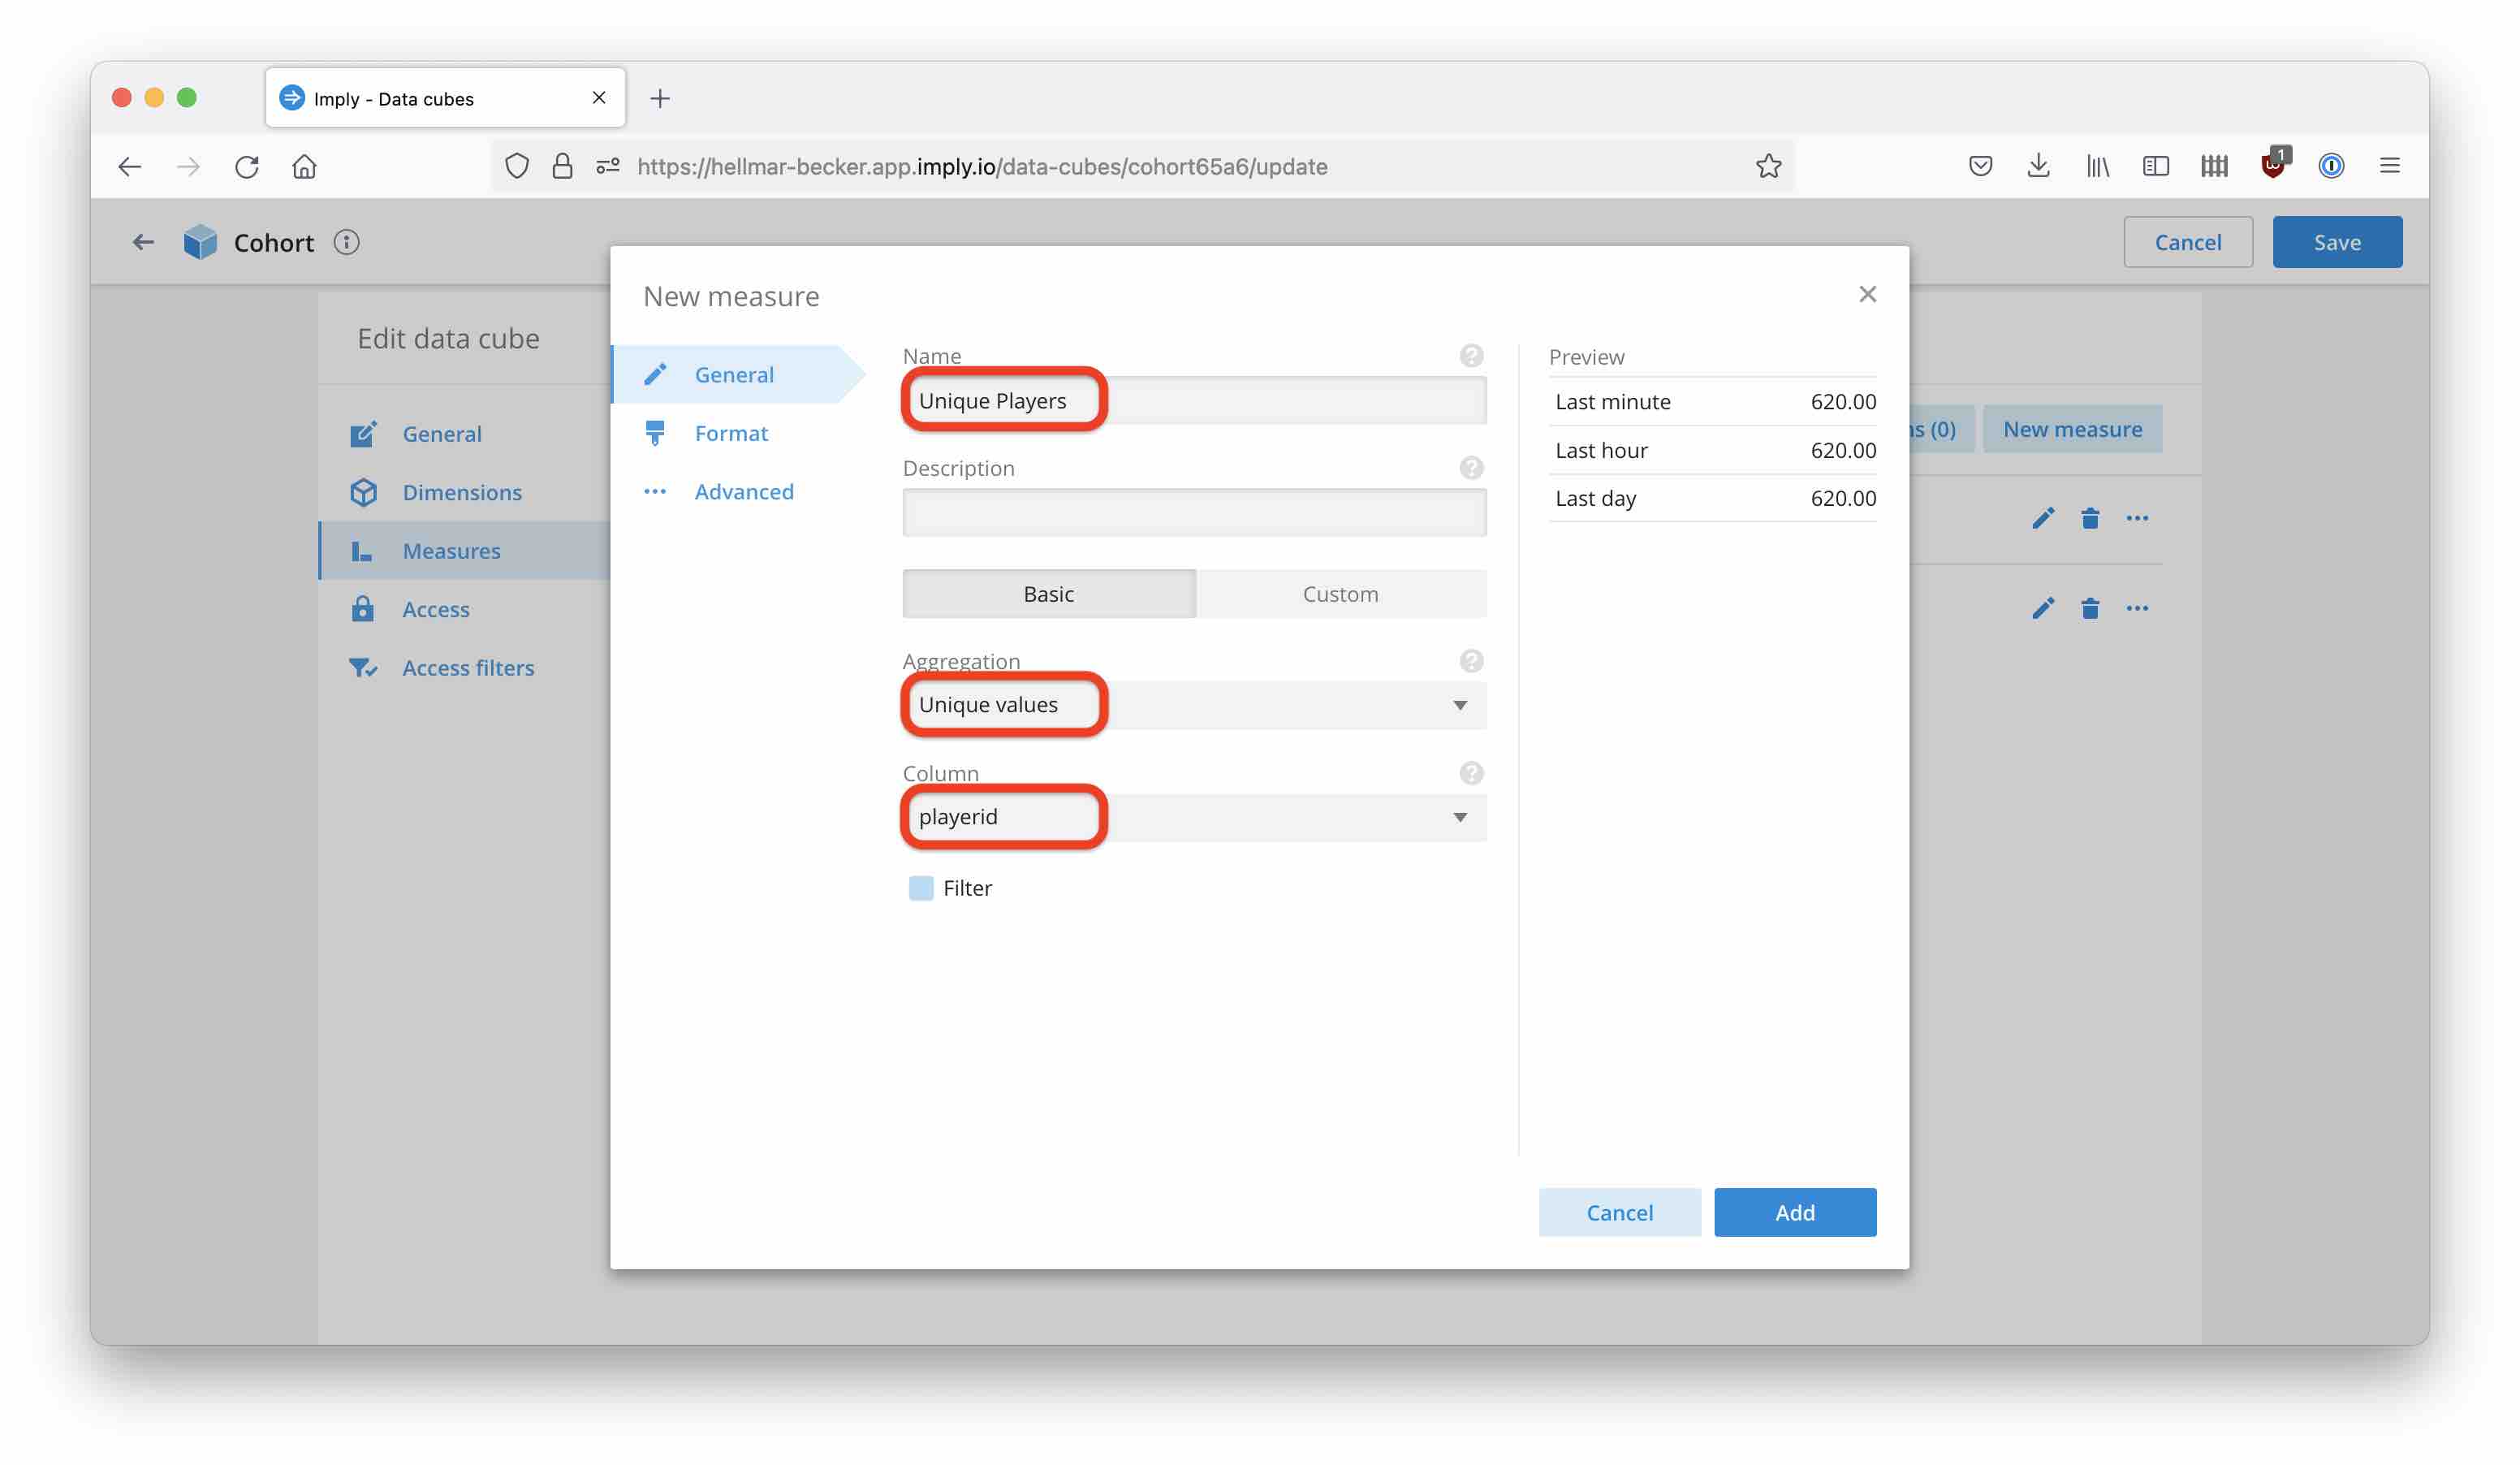 Imply - Data cubes
https://hellmar-becker.app.imply.io/data-cubes/cohort65a6/update
1
Cohort
Cancel
Save
Edit data cube
General
Dimensions
Measures
Access
Access filters
(0)
New measure
New measure
General
Format
Advanced
Name
Unique Players
Description
Basic
Custom
Aggregation
Unique values
Column
playerid
Filter
Preview
Last minute 620.00
Last hour 620.00
Last day 620.00
Cancel
Add